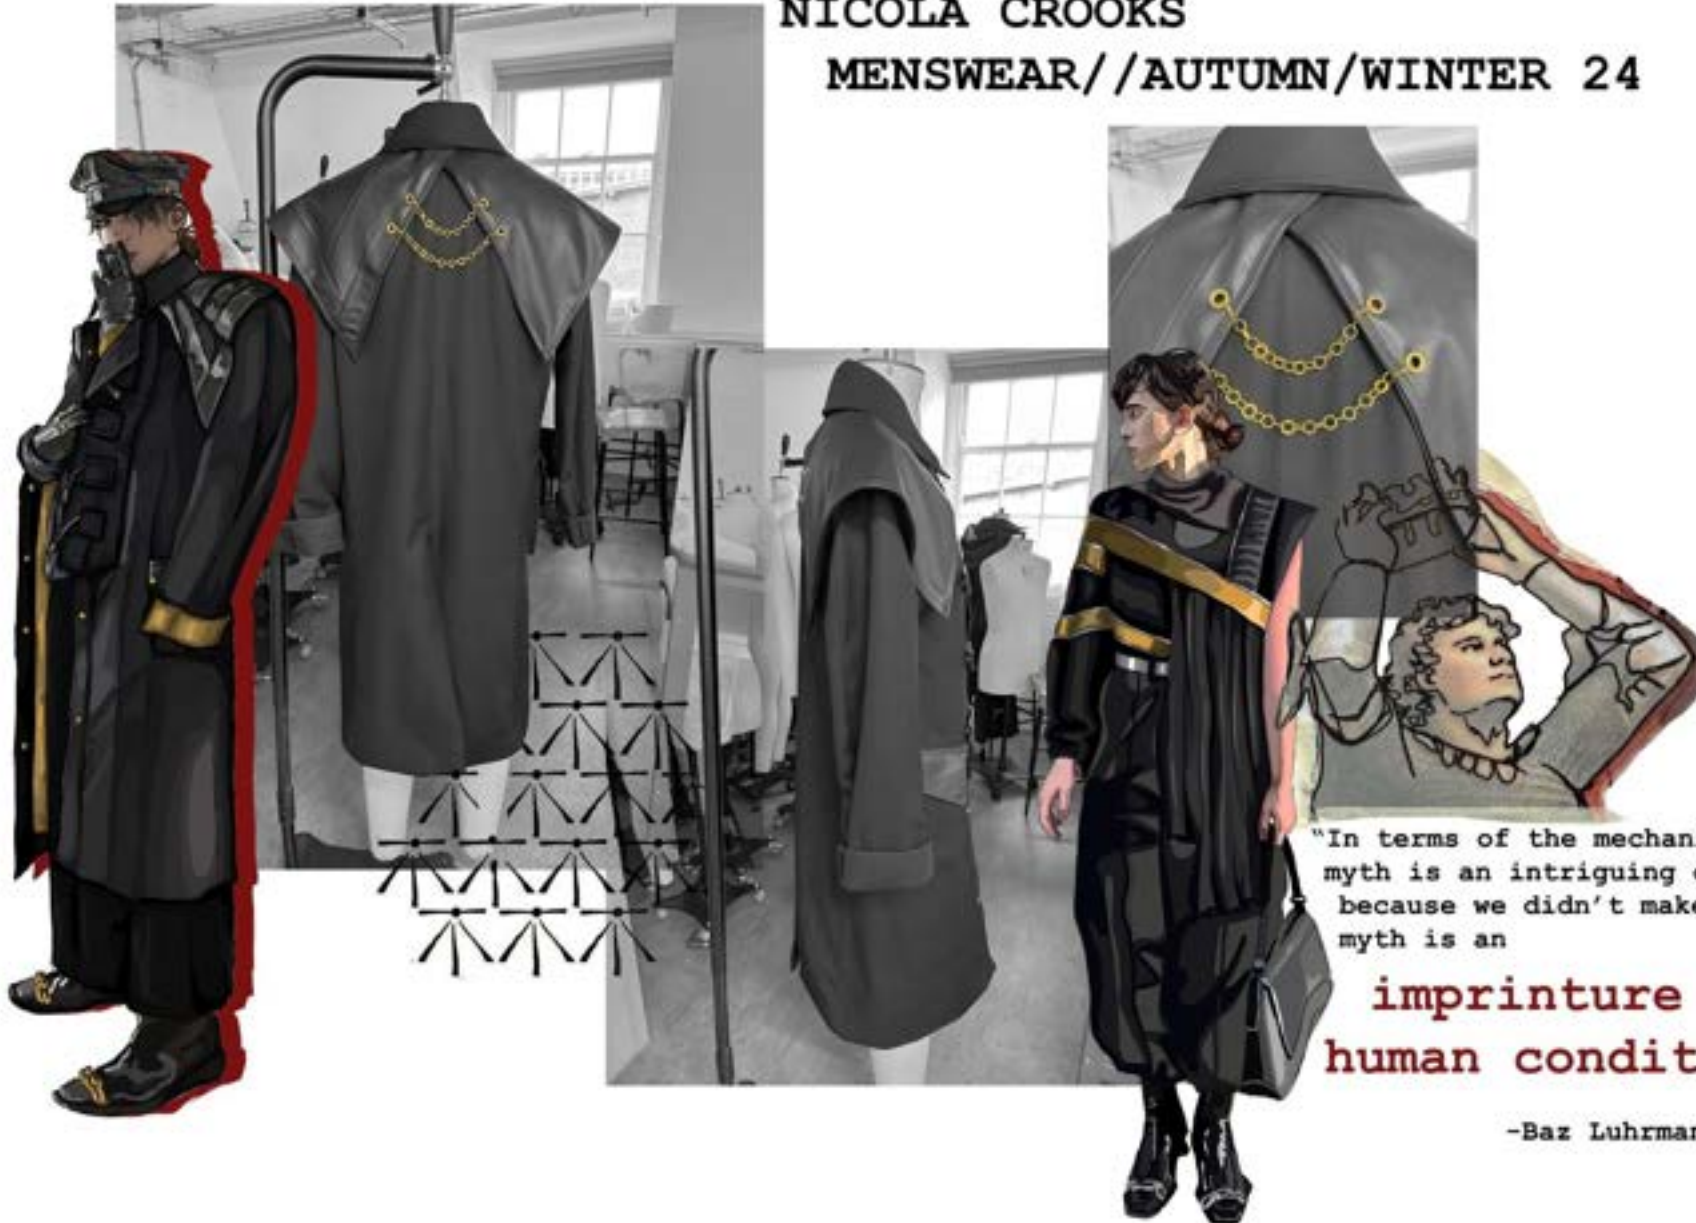 NICOLA CROOKS
MENSWEAR//AUTUMN/WINTER 24
“In terms of the mechan
myth is an intriguing
because we didn’t make
myth is an
imprinture
human condit
-Baz Luhrman